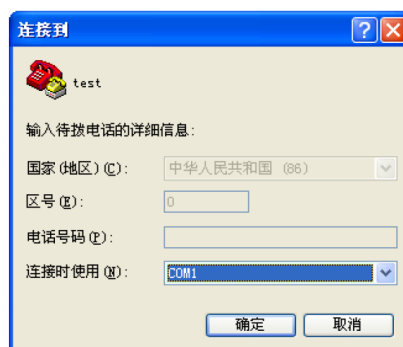 连接到
test
输入待拨电话的详细信息:
国家(地区)(C): 中华人民共和国 (86)
区号(E): 0
电话号码(P):
连接时使用(N): COM1
确定 取消